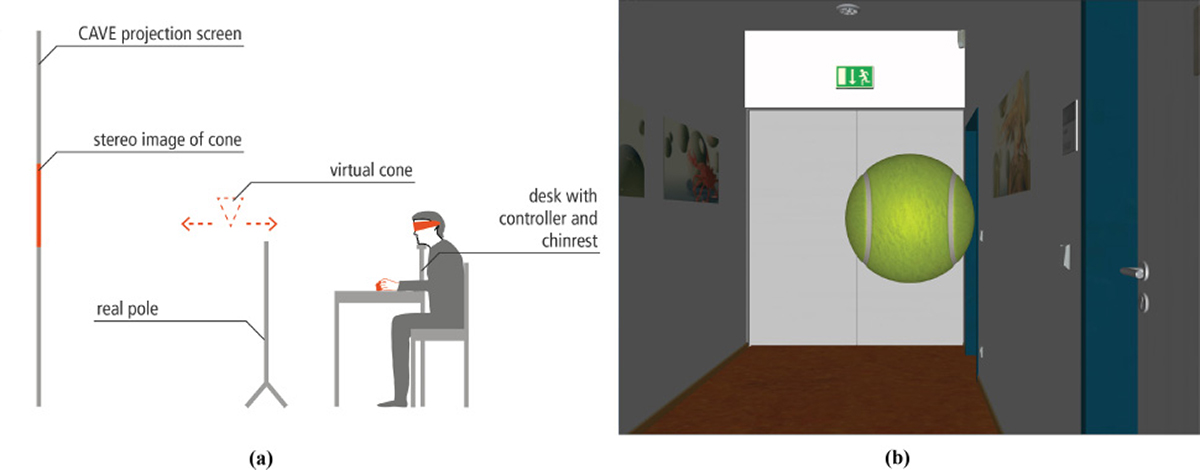 CAVE projection screen
stereo image of cone
virtual cone
desk with
controller and
chinrest
real pole
(a)
(b)